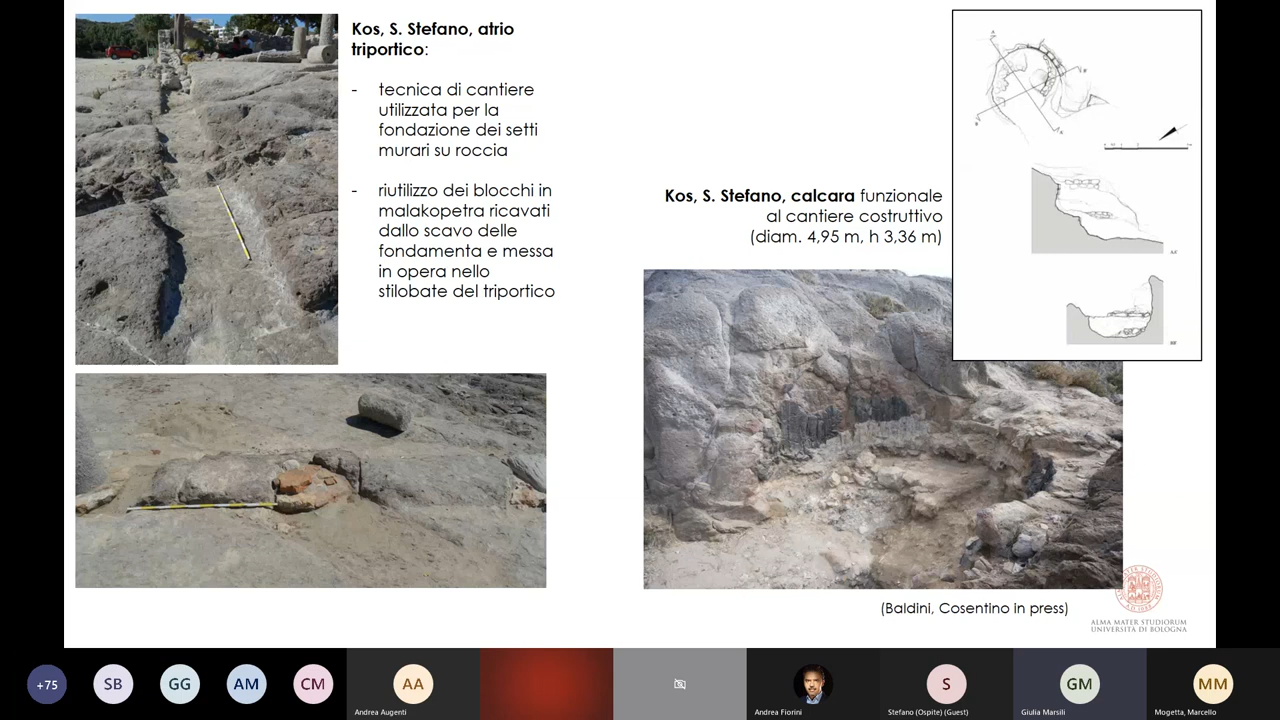 Kos, S. Stefano, atrio
triportico:
- tecnica di cantiere
utilizzata per la
fondazione dei setti
murari su roccia
- riutilizzo dei blocchi in
malakopetra ricavati
dallo scavo delle
fondamenta e messa
in opera nello
stilobate del triportico
Kos, S. Stefano, calcara funzionale
al cantiere costruttivo
(diam. 4,95 m, h 3,36 m)
(Baldini, Cosentino in press)
ALMA MATER STUDIORUM
UNIVERSITÀ DI BOLOGNA
+75
SB
GG
AM
CM
AA
Andrea Augenti
Andrea Fiorini
S
Stefano (Ospite) (Guest)
GM
Giulia Marsili
MM
Mogetta, Marcello